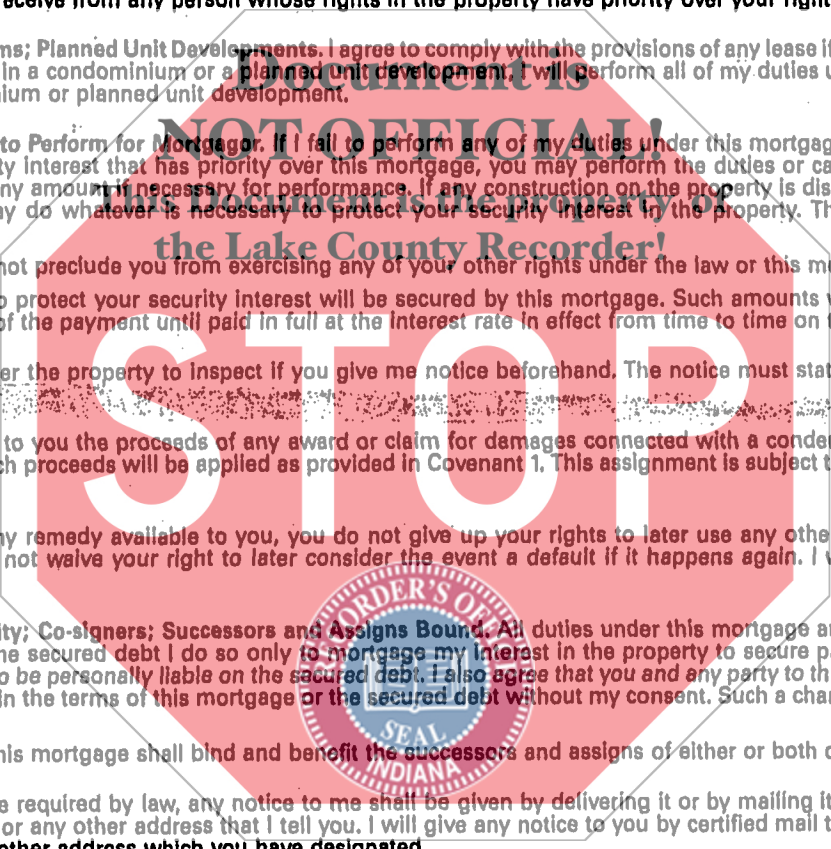 receive from any person whose rights in the property have priority over your right
ms; Planned Unit Developments. I agree to comply with the provisions of any lease if
in a condominium or a planned unit development, I will perform all of my duties u
nium or planned unit development.
Document is
NOT OFFICIAL!
This Document is the property of
the Lake County Recorder!
to Perform for Mortgagor. If I fail to perform any of my duties under this mortgag
ty interest that has priority over this mortgage, you may perform the duties or ca
ny amount if necessary for performance. If any construction on the property is dis
ay do whatever is necessary to protect your security interest in the property. Th
not preclude you from exercising any of your other rights under the law or this mo
o protect your security interest will be secured by this mortgage. Such amounts w
of the payment until paid in full at the interest rate in effect from time to time on t
STOP
er the property to inspect if you give me notice beforehand. The notice must stat
to you the proceeds of any award or claim for damages connected with a conder
ch proceeds will be applied as provided in Covenant 1. This assignment is subject t
ny remedy available to you, you do not give up your rights to later use any othe
not waive your right to later consider the event a default if it happens again. I w
ity; Co-signers; Successors and Assigns Bound. All duties under this mortgage ar
he secured debt I do so only to mortgage my interest in the property to secure pa
o be personally liable on the secured debt. I also agree that you and any party to th
in the terms of this mortgage or the secured debt without my consent. Such a chan
RECORDER'S OFFICE
SEAL
INDIANA
his mortgage shall bind and benefit the successors and assigns of either or both o
e required by law, any notice to me shall be given by delivering it or by mailing it
or any other address that I tell you. I will give any notice to you by certified mail t
other address which you have designated.